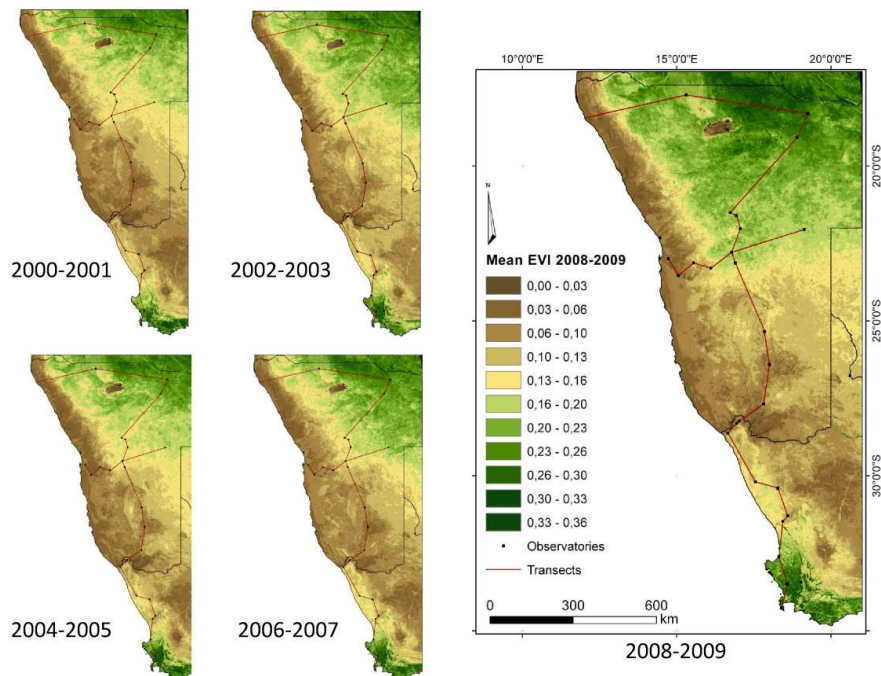 2000-2001
2002-2003
2004-2005
2006-2007
10°0'0"E
15°0'0"E
20°0'0"E
20°0'0"S
25°0'0"S
30°0'0"S
N
Mean EVI 2008-2009
0,00 - 0,03
0,03 - 0,06
0,06 - 0,10
0,10 - 0,13
0,13 - 0,16
0,16 - 0,20
0,20 - 0,23
0,23 - 0,26
0,26 - 0,30
0,30 - 0,33
0,33 - 0,36
Observatories
Transects
0 300 600
km
2008-2009